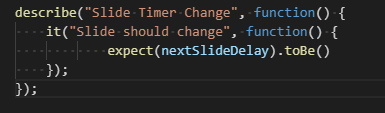 describe("Slide Timer Change", function() {
    it("Slide should change", function() {
            expect(nextSlideDelay).toBe()
    });
});